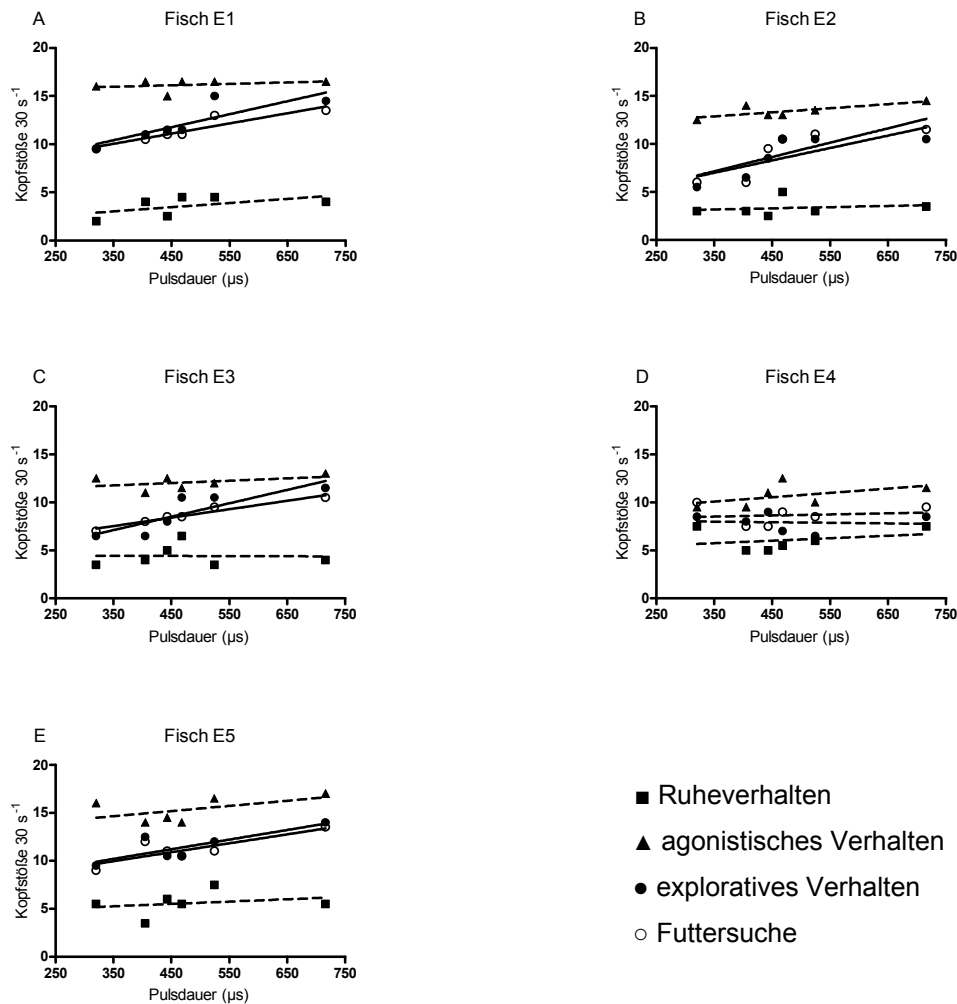 A Fisch E1
20
15
10
5
0
Kopfstöße 30 s⁻¹
250 350 450 550 650 750
Pulsdauer (µs)
B Fisch E2
20
15
10
5
0
Kopfstöße 30 s⁻¹
250 350 450 550 650 750
Pulsdauer (µs)
C Fisch E3
20
15
10
5
0
Kopfstöße 30 s⁻¹
250 350 450 550 650 750
Pulsdauer (µs)
D Fisch E4
20
15
10
5
0
Kopfstöße 30 s⁻¹
250 350 450 550 650 750
Pulsdauer (µs)
E Fisch E5
20
15
10
5
0
Kopfstöße 30 s⁻¹
250 350 450 550 650 750
Pulsdauer (µs)
Ruheverhalten
agonistisches Verhalten
exploratives Verhalten
Futtersuche